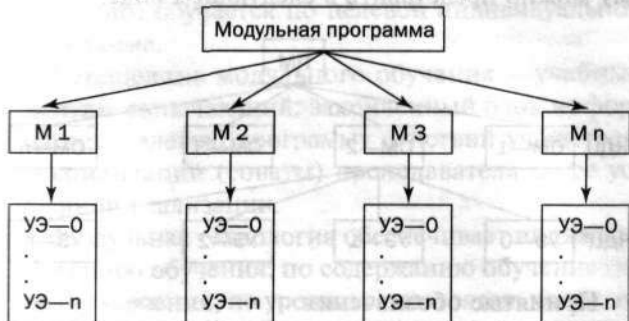 Модульная программа
М 1 М 2 М 3 М n
УЭ—0 УЭ—0 УЭ—0 УЭ—0
. . . .
. . . .
УЭ—n УЭ—n УЭ—n УЭ—n